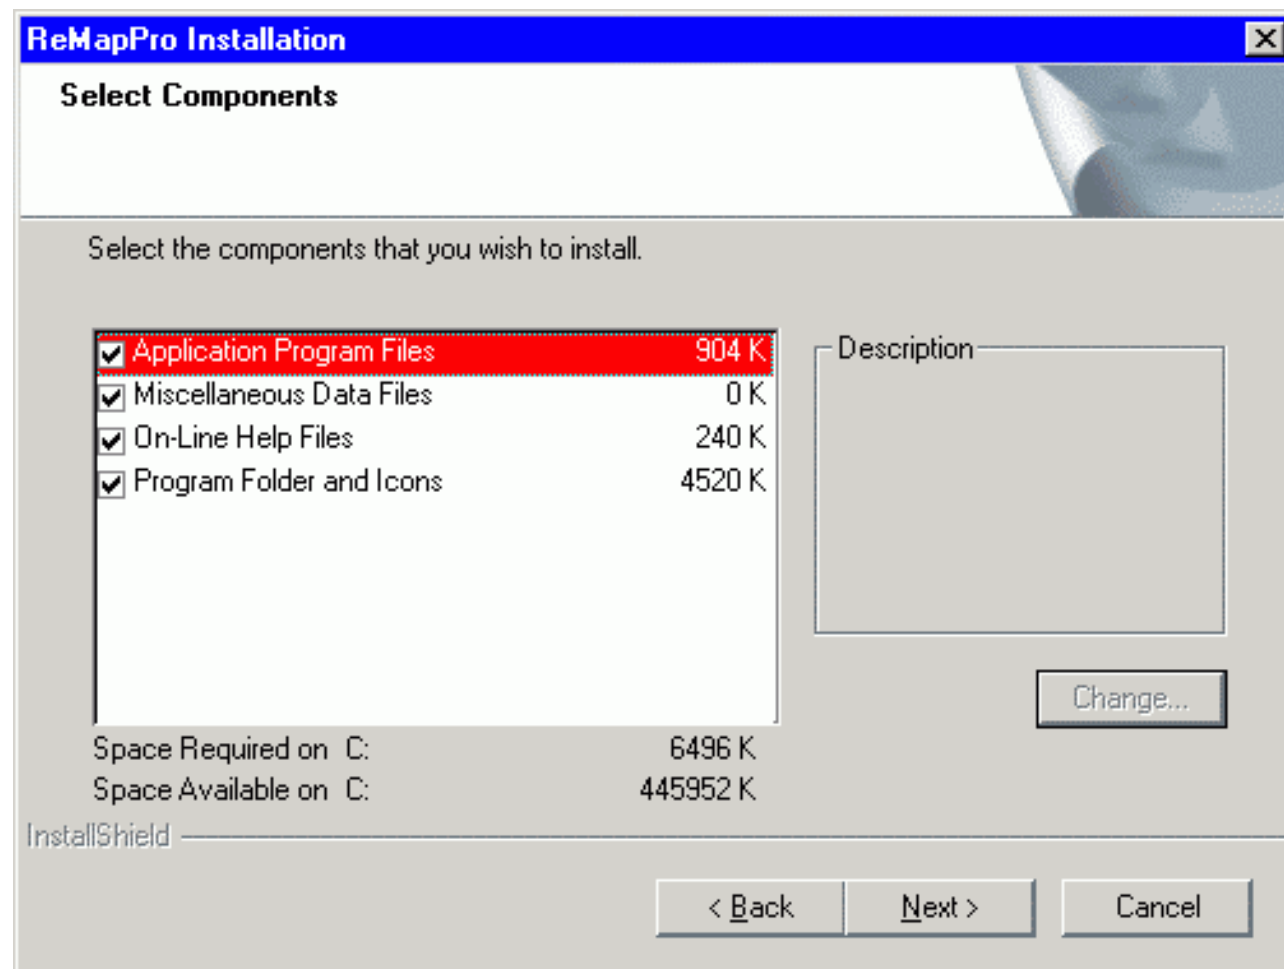 ReMapPro Installation
Select Components
Select the components that you wish to install.
Application Program Files 904 K
Miscellaneous Data Files 0 K
On-Line Help Files 240 K
Program Folder and Icons 4520 K
Description
Change...
Space Required on C: 6496 K
Space Available on C: 445952 K
InstallShield
< Back Next > Cancel